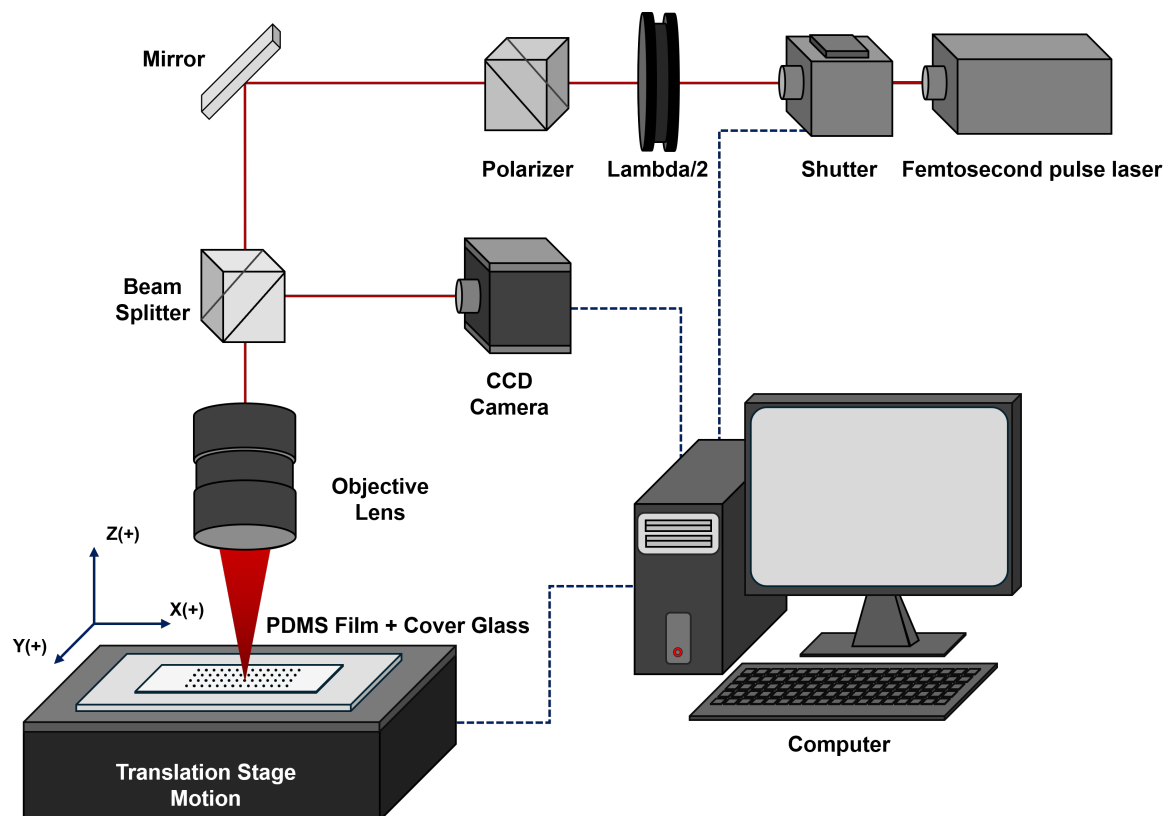 Mirror
Polarizer
Lambda/2
Shutter
Femtosecond pulse laser
Beam
Splitter
CCD
Camera
Objective
Lens
Z(+)
X(+)
Y(+)
PDMS Film + Cover Glass
Translation Stage
Motion
Computer